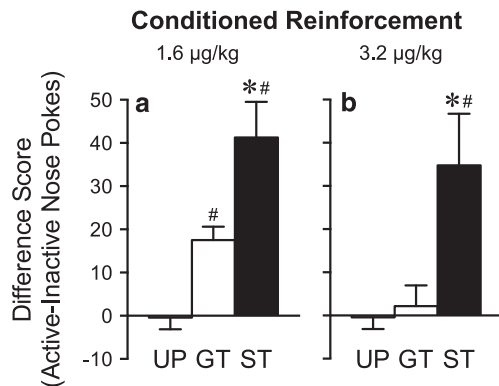 Conditioned Reinforcement
1.6 µg/kg
3.2 µg/kg
Difference Score
(Active-Inactive Nose Pokes)
a
b
50
40
30
20
10
0
-10
#
*#
*#
UP GT ST
UP GT ST